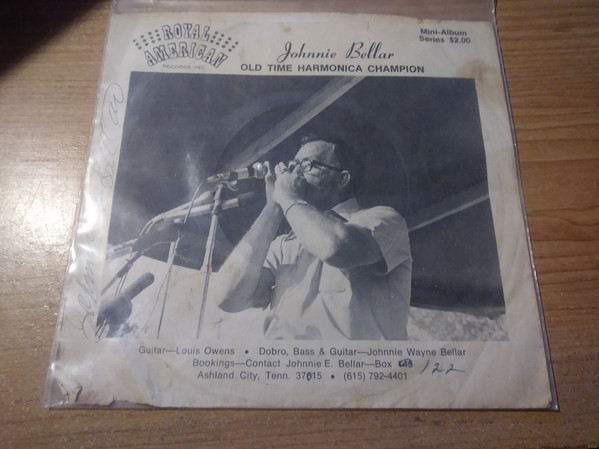 ROYAL
AMERICAN
RECORDS INC.
Mini-Album
Series $2.00
Johnnie Bellar
OLD TIME HARMONICA CHAMPION
Guitar—Louis Owens • Dobro, Bass & Guitar—Johnnie Wayne Bellar
Bookings—Contact Johnnie E. Bellar—Box 122
Ashland City, Tenn. 37015 • (615) 792-4401